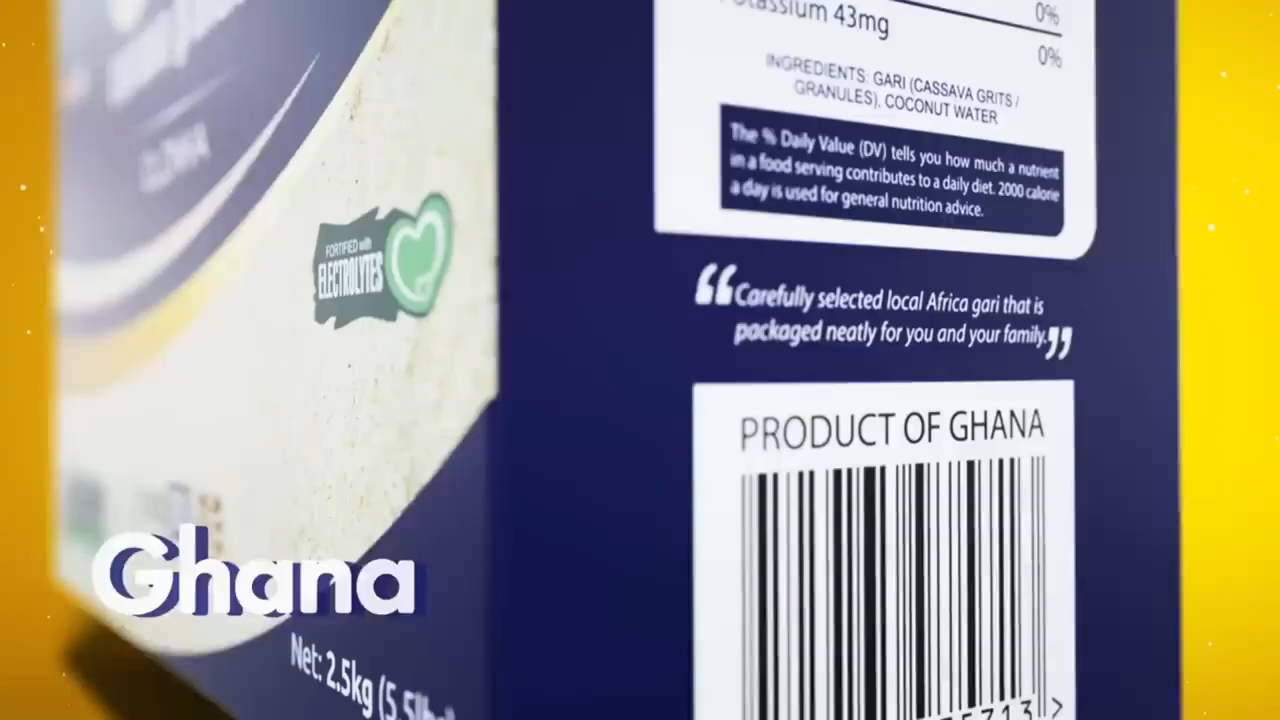 Potassium 43mg
0%
0%
INGREDIENTS: GARI (CASSAVA GRITS /
GRANULES), COCONUT WATER
The % Daily Value (DV) tells you how much a nutrient
in a food serving contributes to a daily diet. 2000 calorie
a day is used for general nutrition advice.
FORTIFIED with
ELECTROLYTES
“Carefully selected local Africa gari that is
packaged neatly for you and your family.”
PRODUCT OF GHANA
Ghana
Net: 2.5kg (5.5lbs
5713 >